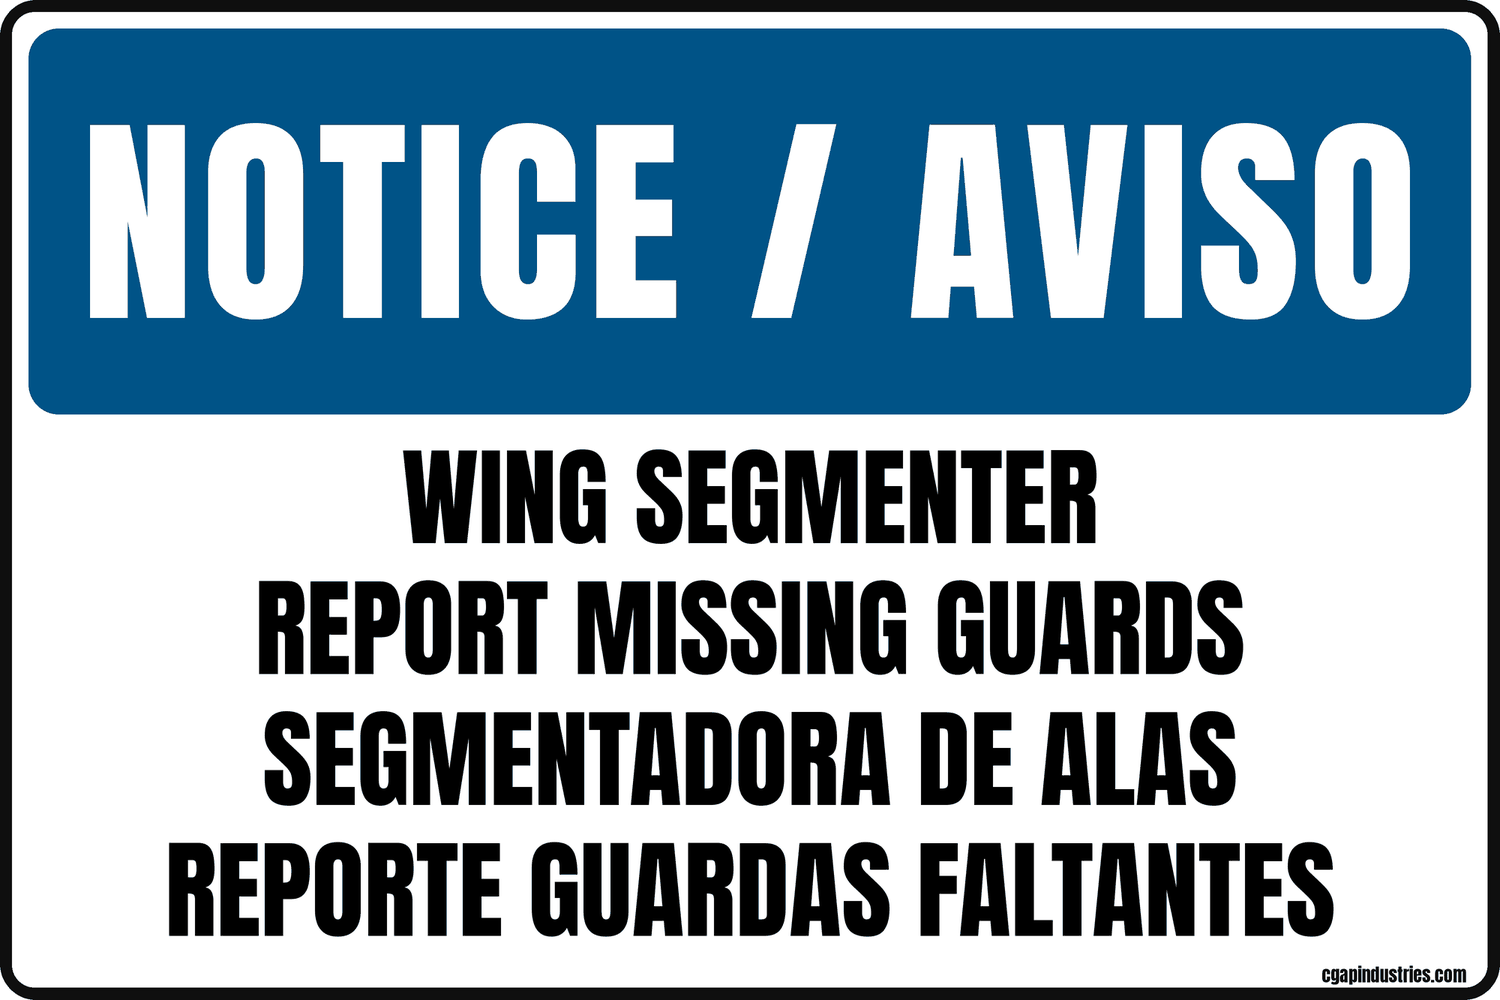 NOTICE / AVISO
WING SEGMENTER
REPORT MISSING GUARDS
SEGMENTADORA DE ALAS
REPORTE GUARDAS FALTANTES
cgapindustries.com